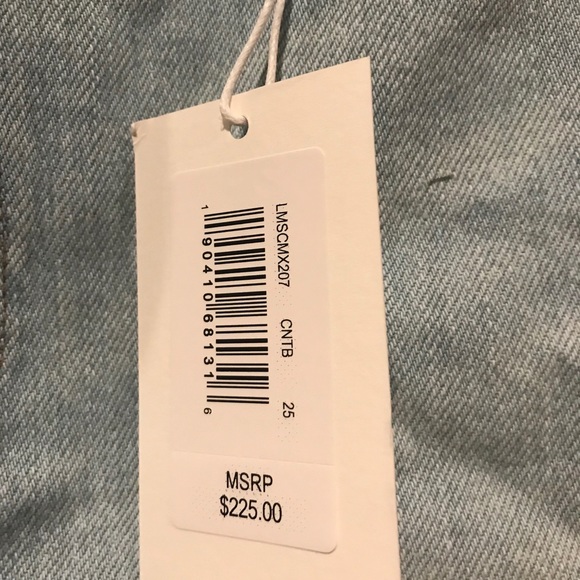 LMSCMX207 CNTB 25
1 90410 68131 6
MSRP
$225.00